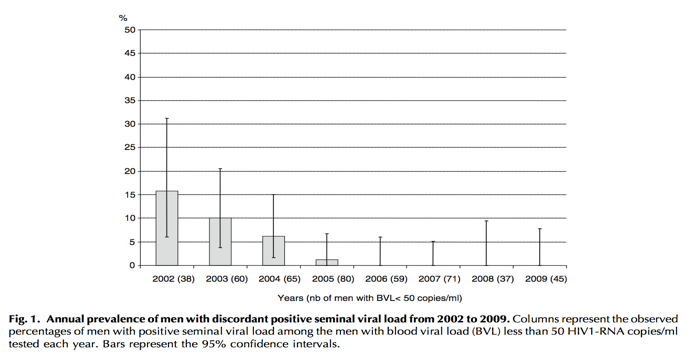 %
50
45
40
35
30
25
20
15
10
5
0
2002 (38) 2003 (60) 2004 (65) 2005 (80) 2006 (59) 2007 (71) 2008 (37) 2009 (45)
Years (nb of men with BVL< 50 copies/ml)
Fig. 1. Annual prevalence of men with discordant positive seminal viral load from 2002 to 2009. Columns represent the observed
percentages of men with positive seminal viral load among the men with blood viral load (BVL) less than 50 HIV1-RNA copies/ml
tested each year. Bars represent the 95% confidence intervals.